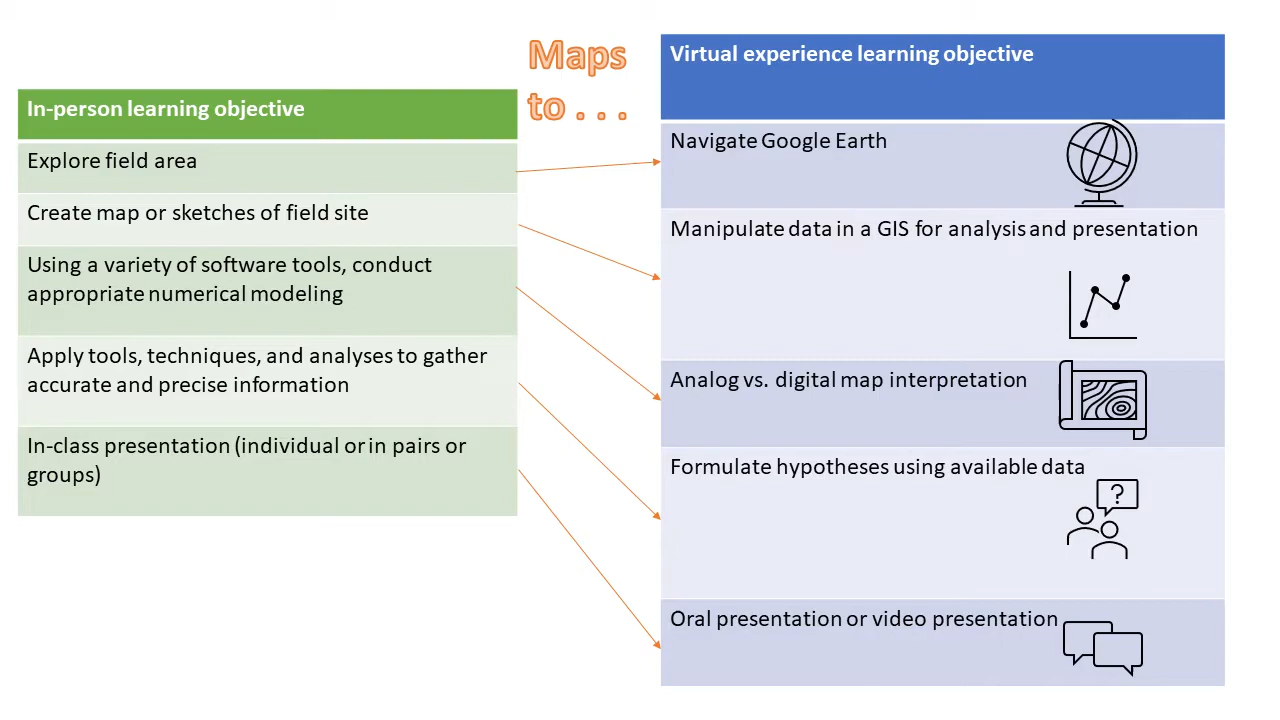 Maps
to . . .
In-person learning objective
Explore field area
Create map or sketches of field site
Using a variety of software tools, conduct
appropriate numerical modeling
Apply tools, techniques, and analyses to gather
accurate and precise information
In-class presentation (individual or in pairs or
groups)
Virtual experience learning objective
Navigate Google Earth
Manipulate data in a GIS for analysis and presentation
Analog vs. digital map interpretation
Formulate hypotheses using available data
?
Oral presentation or video presentation